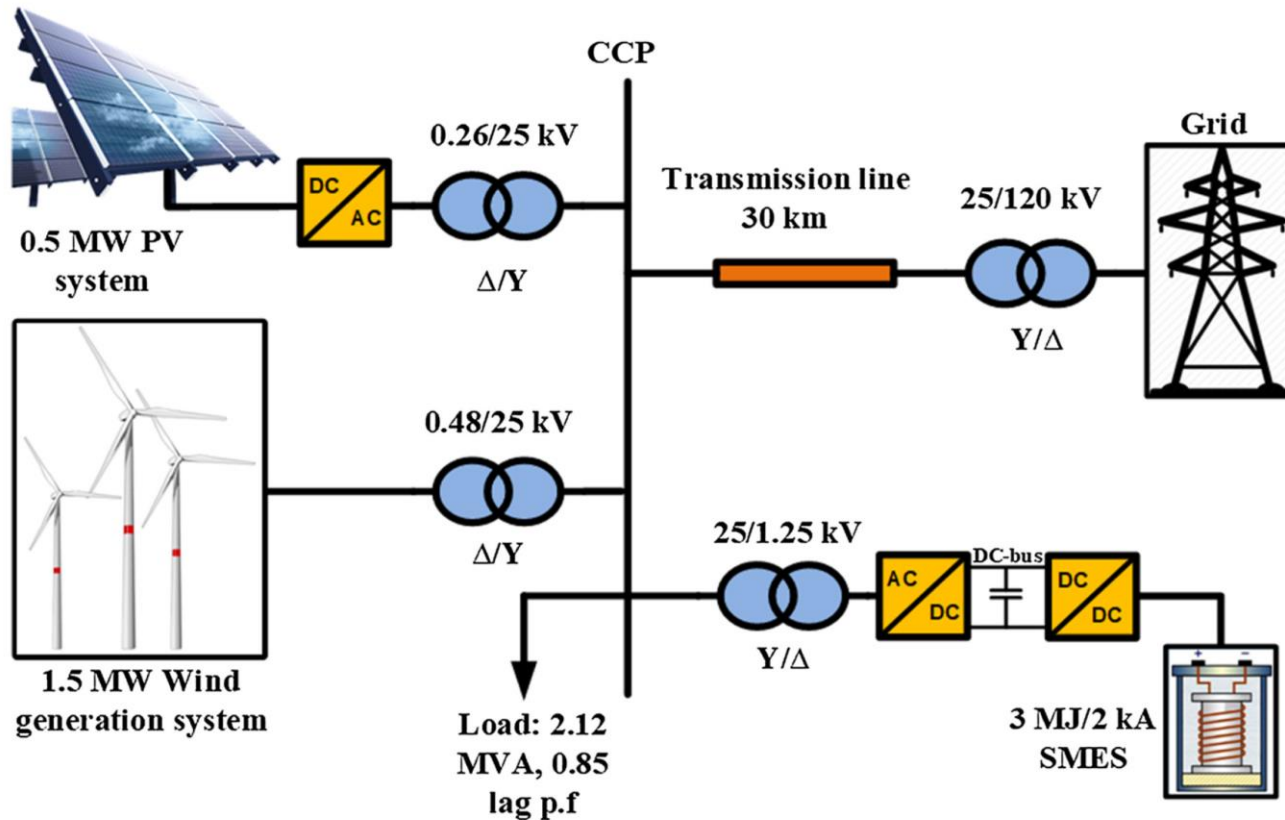 CCP
0.26/25 kV
DC
AC
0.5 MW PV
system
Δ/Y
Transmission line
30 km
25/120 kV
Y/Δ
Grid
0.48/25 kV
Δ/Y
1.5 MW Wind
generation system
25/1.25 kV
Y/Δ
AC
DC
DC-bus
DC
DC
+ −
3 MJ/2 kA
SMES
Load: 2.12
MVA, 0.85
lag p.f